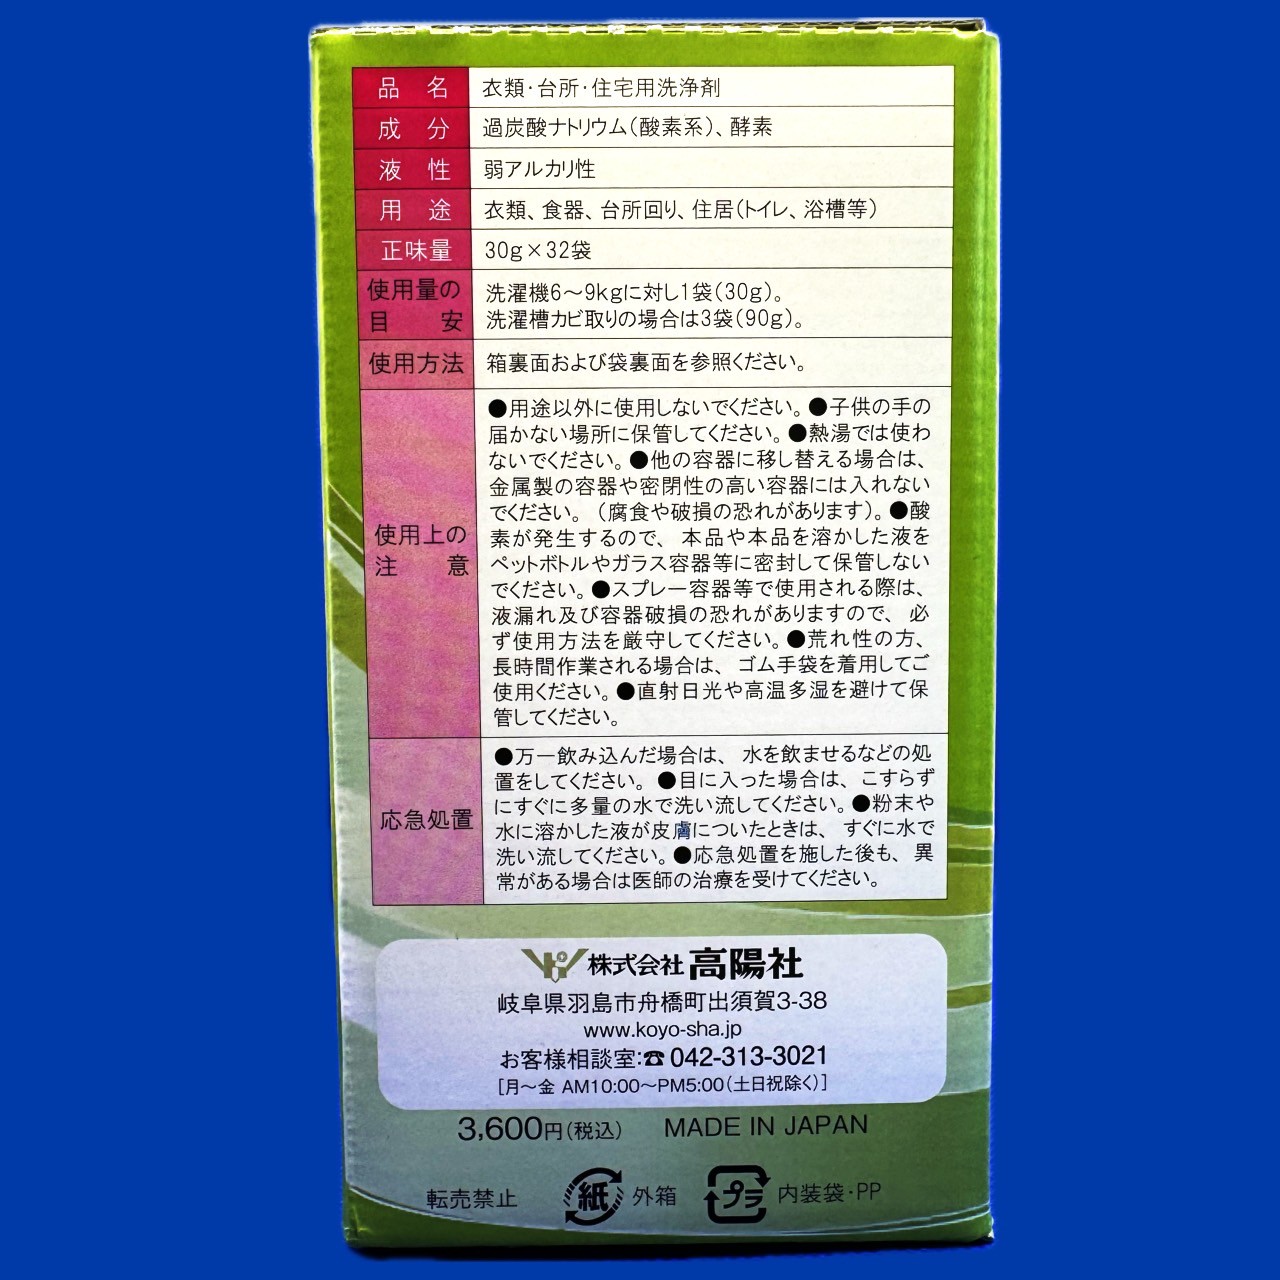 品　名 衣類・台所・住宅用洗浄剤
成　分 過炭酸ナトリウム（酸素系）、酵素
液　性 弱アルカリ性
用　途 衣類、食器、台所回り、住居（トイレ、浴槽等）
正味量 30g×32袋
使用量の
目　　安
洗濯機6～9kgに対し1袋（30g）。
洗濯槽カビ取りの場合は3袋（90g）。
使用方法 箱裏面および袋裏面を参照ください。
使用上の
注　　意
●用途以外に使用しないでください。●子供の手の
届かない場所に保管してください。●熱湯では使わ
ないでください。●他の容器に移し替える場合は、
金属製の容器や密閉性の高い容器には入れない
でください。（腐食や破損の恐れがあります）。●酸
素が発生するので、本品や本品を溶かした液を
ペットボトルやガラス容器等に密封して保管しない
でください。●スプレー容器等で使用される際は、
液漏れ及び容器破損の恐れがありますので、必
ず使用方法を厳守してください。●荒れ性の方、
長時間作業される場合は、ゴム手袋を着用してご
使用ください。●直射日光や高温多湿を避けて保
管してください。
応急処置
●万一飲み込んだ場合は、水を飲ませるなどの処
置をしてください。●目に入った場合は、こすらず
にすぐに多量の水で洗い流してください。●粉末や
水に溶かした液が皮膚についたときは、すぐに水で
洗い流してください。●応急処置を施した後も、異
常がある場合は医師の治療を受けてください。
株式会社 高陽社
岐阜県羽島市舟橋町出須賀3-38
www.koyo-sha.jp
お客様相談室:☎042-313-3021
［月～金 AM10:00～PM5:00（土日祝除く）］
3,600円（税込） MADE IN JAPAN
転売禁止 紙 外箱 プラ 内装袋・PP